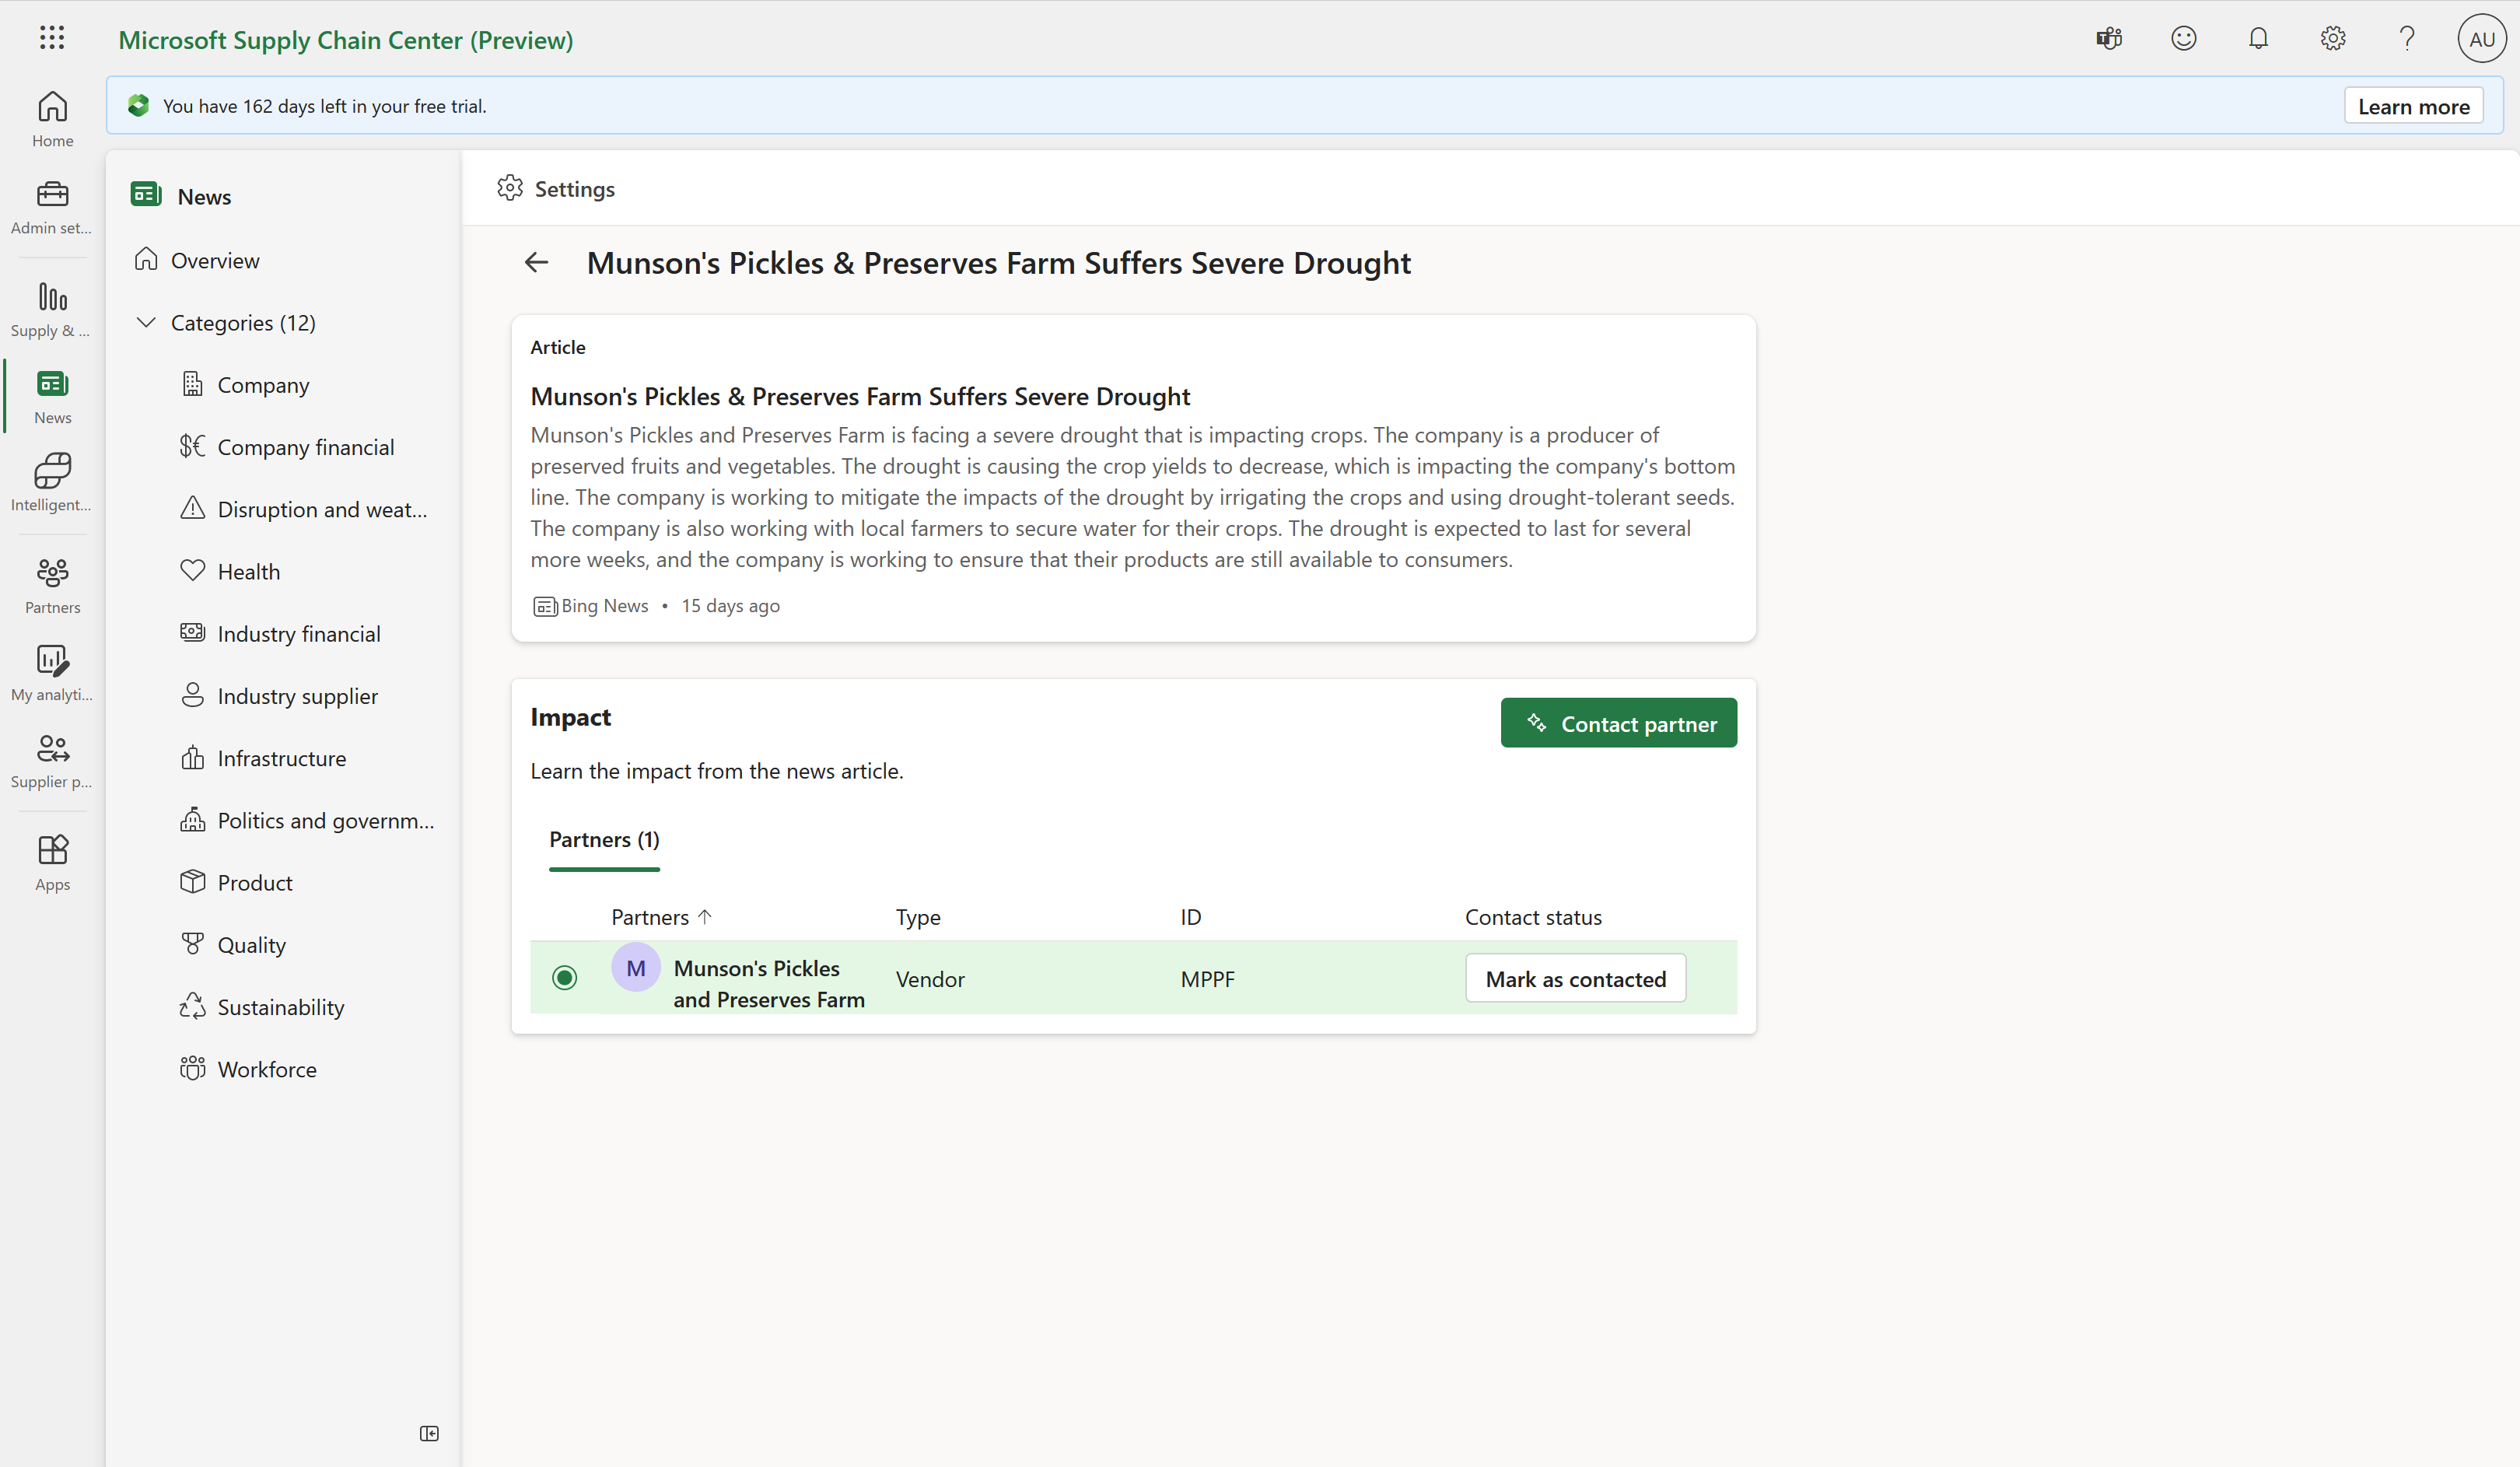 Microsoft Supply Chain Center (Preview)
AU
You have 162 days left in your free trial.
Learn more
Home
Admin set...
Supply & ...
News
Intelligent...
Partners
My analyti...
Supplier p...
Apps
News
Overview
Categories (12)
Company
Company financial
Disruption and weat...
Health
Industry financial
Industry supplier
Infrastructure
Politics and governm...
Product
Quality
Sustainability
Workforce
Settings
Munson's Pickles & Preserves Farm Suffers Severe Drought
Article
Munson's Pickles & Preserves Farm Suffers Severe Drought
Munson's Pickles and Preserves Farm is facing a severe drought that is impacting crops. The company is a producer of
preserved fruits and vegetables. The drought is causing the crop yields to decrease, which is impacting the company's bottom
line. The company is working to mitigate the impacts of the drought by irrigating the crops and using drought-tolerant seeds.
The company is also working with local farmers to secure water for their crops. The drought is expected to last for several
more weeks, and the company is working to ensure that their products are still available to consumers.
Bing News • 15 days ago
Impact
Contact partner
Learn the impact from the news article.
Partners (1)
Partners ↑ Type ID Contact status
M Munson's Pickles
and Preserves Farm
Vendor MPPF Mark as contacted